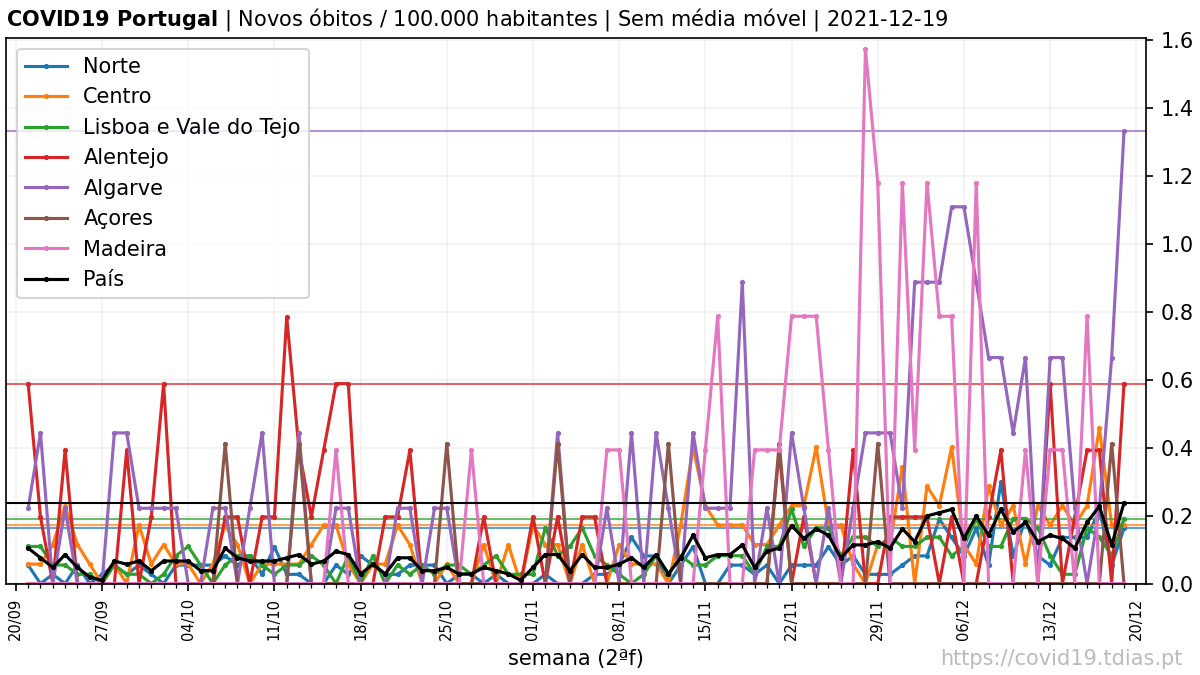 COVID19 Portugal | Novos óbitos / 100.000 habitantes | Sem média móvel | 2021-12-19
Norte
Centro
Lisboa e Vale do Tejo
Alentejo
Algarve
Açores
Madeira
País
1.6
1.4
1.2
1.0
0.8
0.6
0.4
0.2
0.0
20/09
27/09
04/10
11/10
18/10
25/10
01/11
08/11
15/11
22/11
29/11
06/12
13/12
20/12
semana (2ªf)
https://covid19.tdias.pt